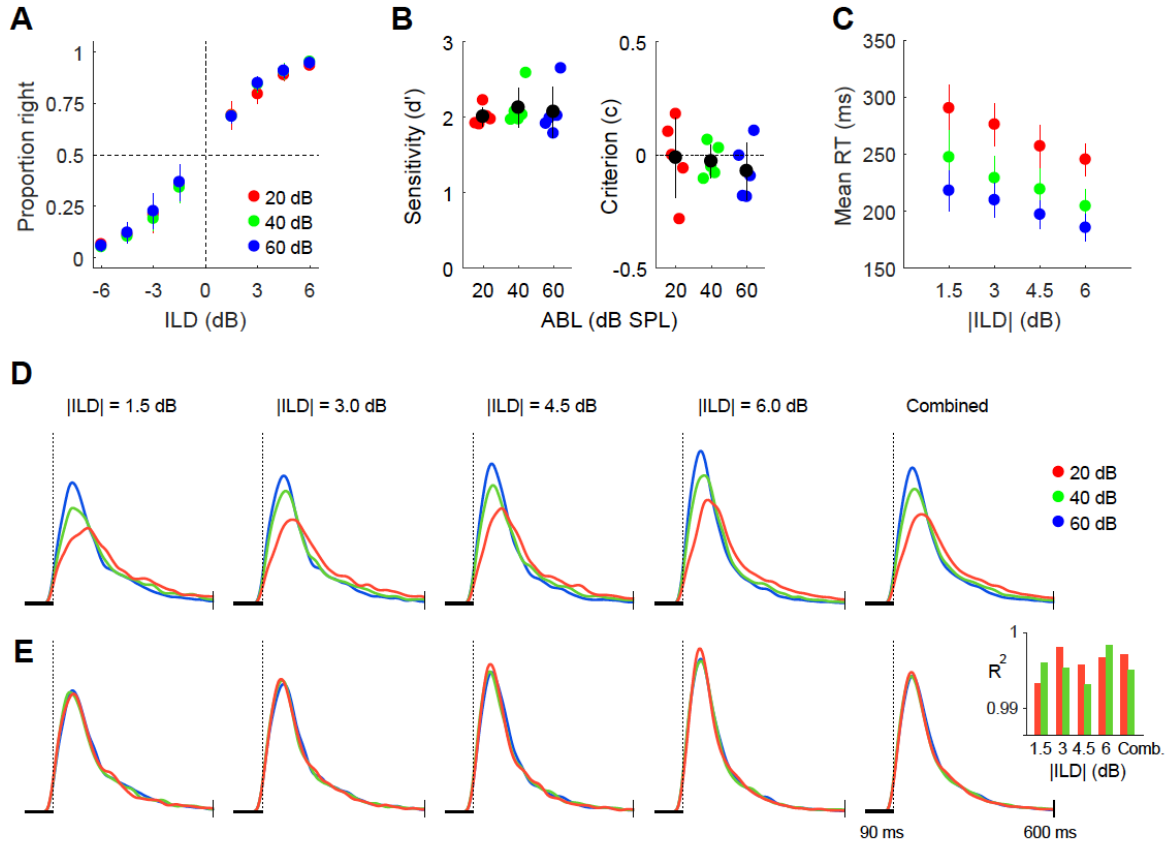 A
Proportion right
1
0.75
0.5
0.25
0
-6 -3 0 3 6
ILD (dB)
20 dB
40 dB
60 dB
B
Sensitivity (d')
3
2
1
0
20 40 60
Criterion (c)
0.5
0
-0.5
20 40 60
ABL (dB SPL)
C
Mean RT (ms)
350
300
250
200
150
1.5 3 4.5 6
|ILD| (dB)
D
|ILD| = 1.5 dB
|ILD| = 3.0 dB
|ILD| = 4.5 dB
|ILD| = 6.0 dB
Combined
20 dB
40 dB
60 dB
E
R²
1
0.99
1.5 3 4.5 6 Comb.
|ILD| (dB)
90 ms
600 ms